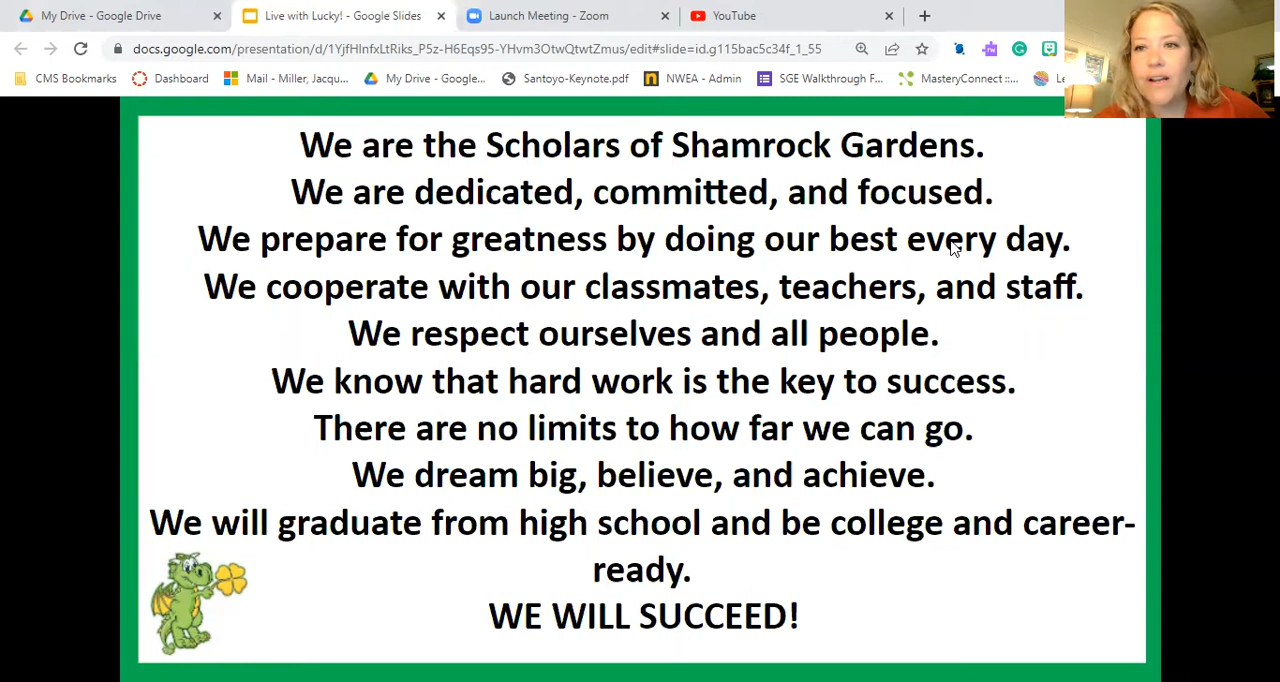 My Drive - Google Drive
Live with Lucky! - Google Slides
Launch Meeting - Zoom
YouTube
docs.google.com/presentation/d/1YjfHlnfxLtRiks_P5z-H6Eqs95-YHvm3OtwQtwtZmus/edit#slide=id.g115bac5c34f_1_55
CMS Bookmarks
Dashboard
Mail - Miller, Jacqu...
My Drive - Google...
Santoyo-Keynote.pdf
NWEA - Admin
SGE Walkthrough F...
MasteryConnect ::...
Le
We are the Scholars of Shamrock Gardens.
We are dedicated, committed, and focused.
We prepare for greatness by doing our best every day.
We cooperate with our classmates, teachers, and staff.
We respect ourselves and all people.
We know that hard work is the key to success.
There are no limits to how far we can go.
We dream big, believe, and achieve.
We will graduate from high school and be college and career-
ready.
WE WILL SUCCEED!